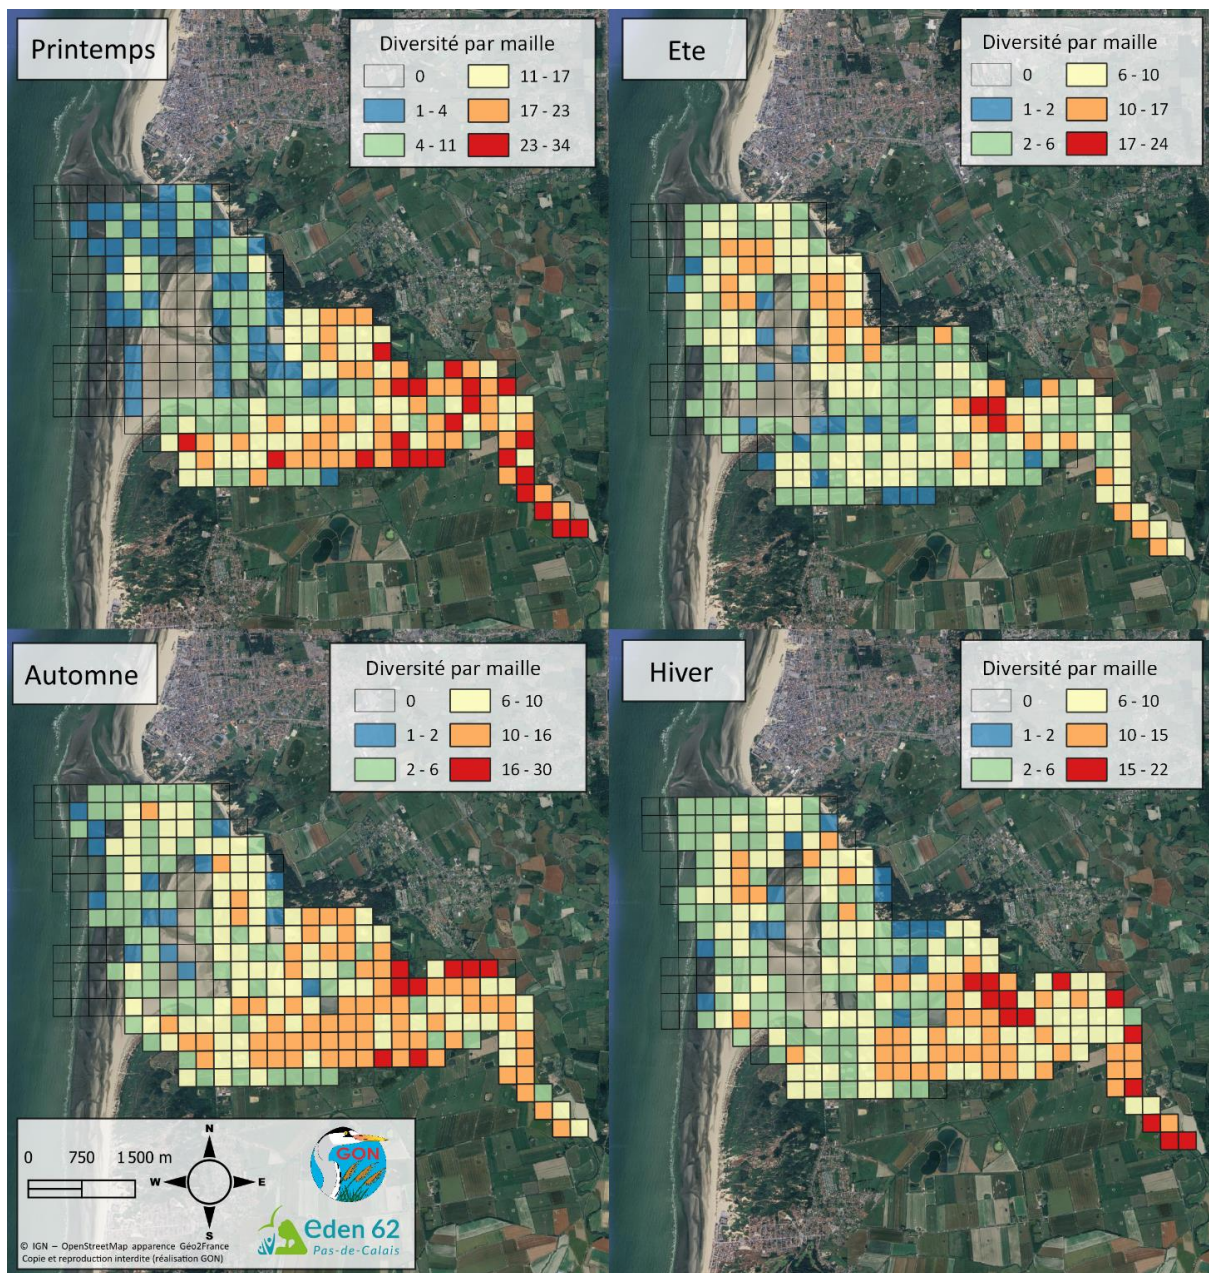 Printemps
Diversité par maille
0
11 - 17
1 - 4
17 - 23
4 - 11
23 - 34
Ete
Diversité par maille
0
6 - 10
1 - 2
10 - 17
2 - 6
17 - 24
Automne
Diversité par maille
0
6 - 10
1 - 2
10 - 16
2 - 6
16 - 30
Hiver
Diversité par maille
0
6 - 10
1 - 2
10 - 15
2 - 6
15 - 22
0 750 1 500 m
N
W E
S
GON
eden 62
Pas-de-Calais
© IGN – OpenStreetMap apparence Géo2France
Copie et reproduction interdite (réalisation GON)